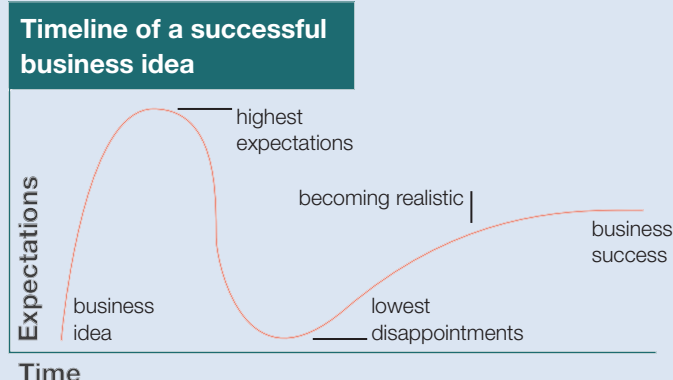 Timeline of a successful
business idea
highest
expectations
becoming realistic
business
success
business
idea
lowest
disappointments
Expectations
Time